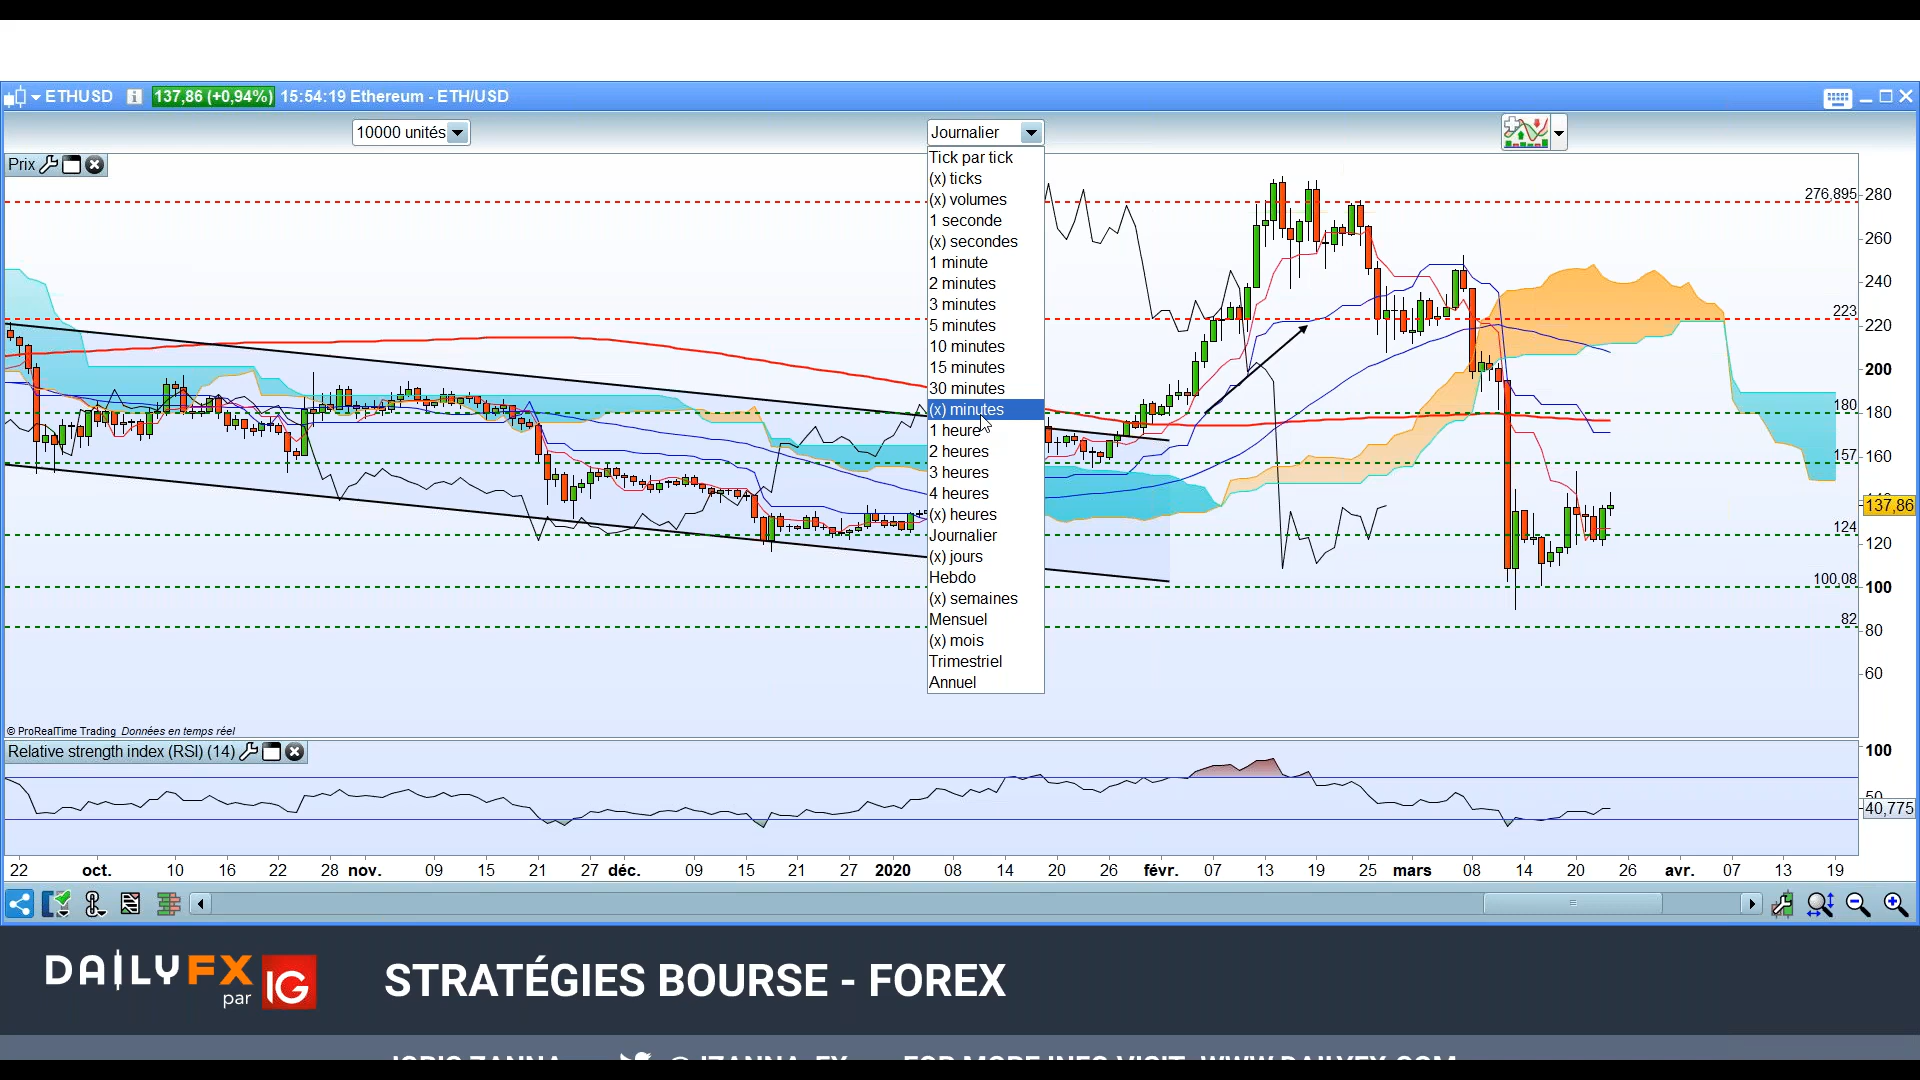 ETHUSD 137,86 (+0,94%) 15:54:19 Ethereum - ETH/USD
10000 unités
Journalier
Prix
Tick par tick
(x) ticks
(x) volumes
1 seconde
(x) secondes
1 minute
2 minutes
3 minutes
5 minutes
10 minutes
15 minutes
30 minutes
(x) minutes
1 heure
2 heures
3 heures
4 heures
(x) heures
Journalier
(x) jours
Hebdo
(x) semaines
Mensuel
(x) mois
Trimestriel
Annuel
276,895 280
260
240
223
220
200
180 180
157 160
137,86
124
120
100,08 100
82
80
60
© ProRealTime Trading Données en temps réel
Relative strength index (RSI) (14)
100
50
40,775
22 oct. 10 16 22 28 nov. 09 15 21 27 déc. 09 15 21 27 2020 08 14 20 26 févr. 07 13 19 25 mars 08 14 20 26 avr. 07 13 19
DAILYFX
par IG
STRATÉGIES BOURSE - FOREX
FOR MORE INFO VISIT: WWW.DAILYFX.COM